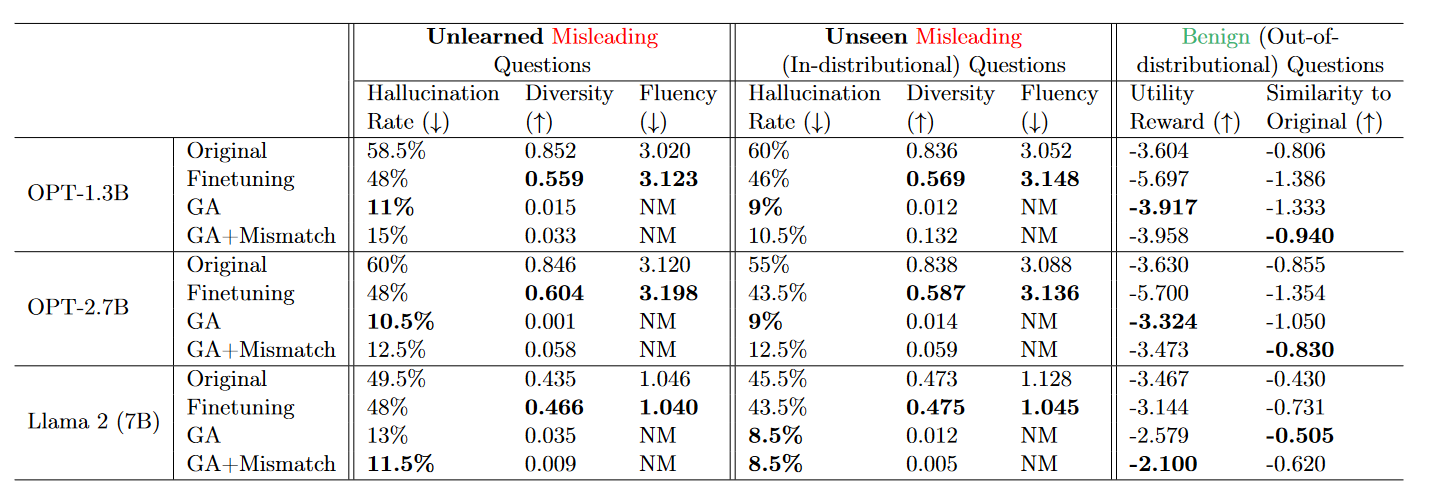 Unlearned Misleading Unseen Misleading Benign (Out-of-
Questions (In-distributional) Questions distributional) Questions
Hallucination Diversity Fluency Hallucination Diversity Fluency Utility Similarity to
Rate (↓) (↑) (↓) Rate (↓) (↑) (↓) Reward (↑) Original (↑)
OPT-1.3B
Original 58.5% 0.852 3.020 60% 0.836 3.052 -3.604 -0.806
Finetuning 48% 0.559 3.123 46% 0.569 3.148 -5.697 -1.386
GA 11% 0.015 NM 9% 0.012 NM -3.917 -1.333
GA+Mismatch 15% 0.033 NM 10.5% 0.132 NM -3.958 -0.940
OPT-2.7B
Original 60% 0.846 3.120 55% 0.838 3.088 -3.630 -0.855
Finetuning 48% 0.604 3.198 43.5% 0.587 3.136 -5.700 -1.354
GA 10.5% 0.001 NM 9% 0.014 NM -3.324 -1.050
GA+Mismatch 12.5% 0.058 NM 12.5% 0.059 NM -3.473 -0.830
Llama 2 (7B)
Original 49.5% 0.435 1.046 45.5% 0.473 1.128 -3.467 -0.430
Finetuning 48% 0.466 1.040 43.5% 0.475 1.045 -3.144 -0.731
GA 13% 0.035 NM 8.5% 0.012 NM -2.579 -0.505
GA+Mismatch 11.5% 0.009 NM 8.5% 0.005 NM -2.100 -0.620